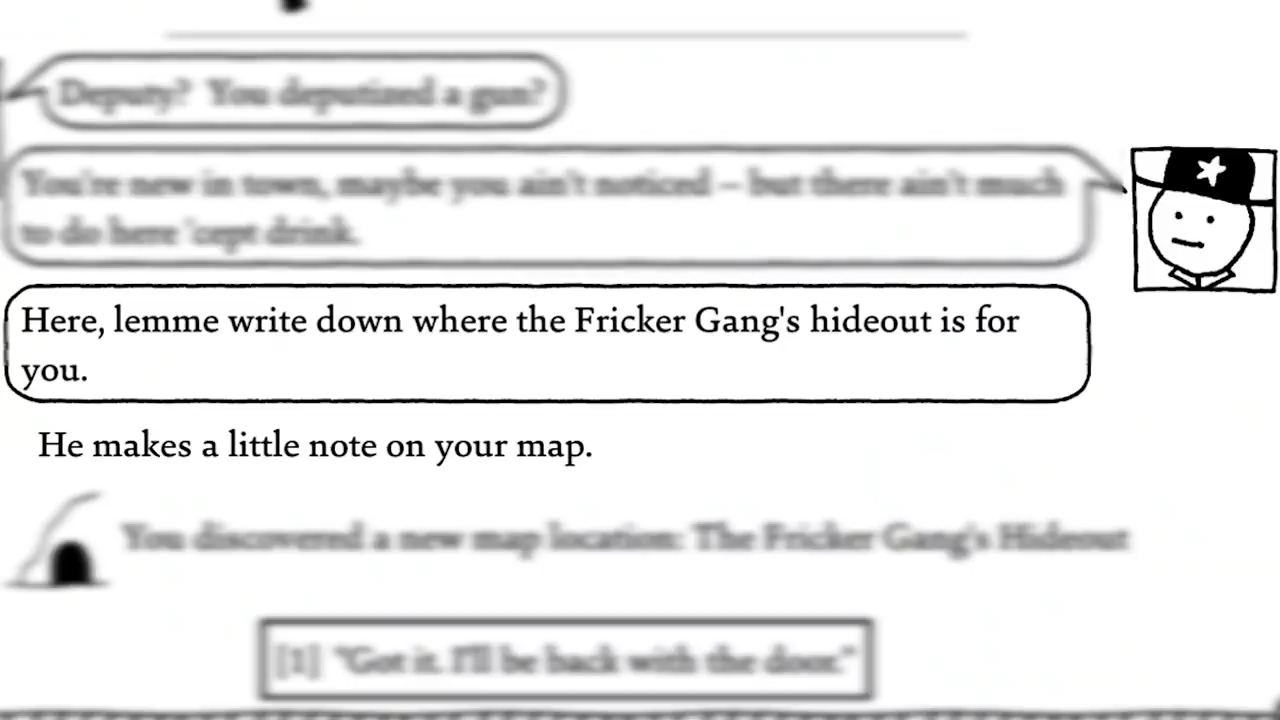 Deputy? You deputized a gun?
You're new in town, maybe you ain't noticed – but there ain't much
to do here 'cept drink.
Here, lemme write down where the Fricker Gang's hideout is for
you.
He makes a little note on your map.
You discovered a new map location: The Fricker Gang's Hideout
[1] "Got it. I'll be back with the door."